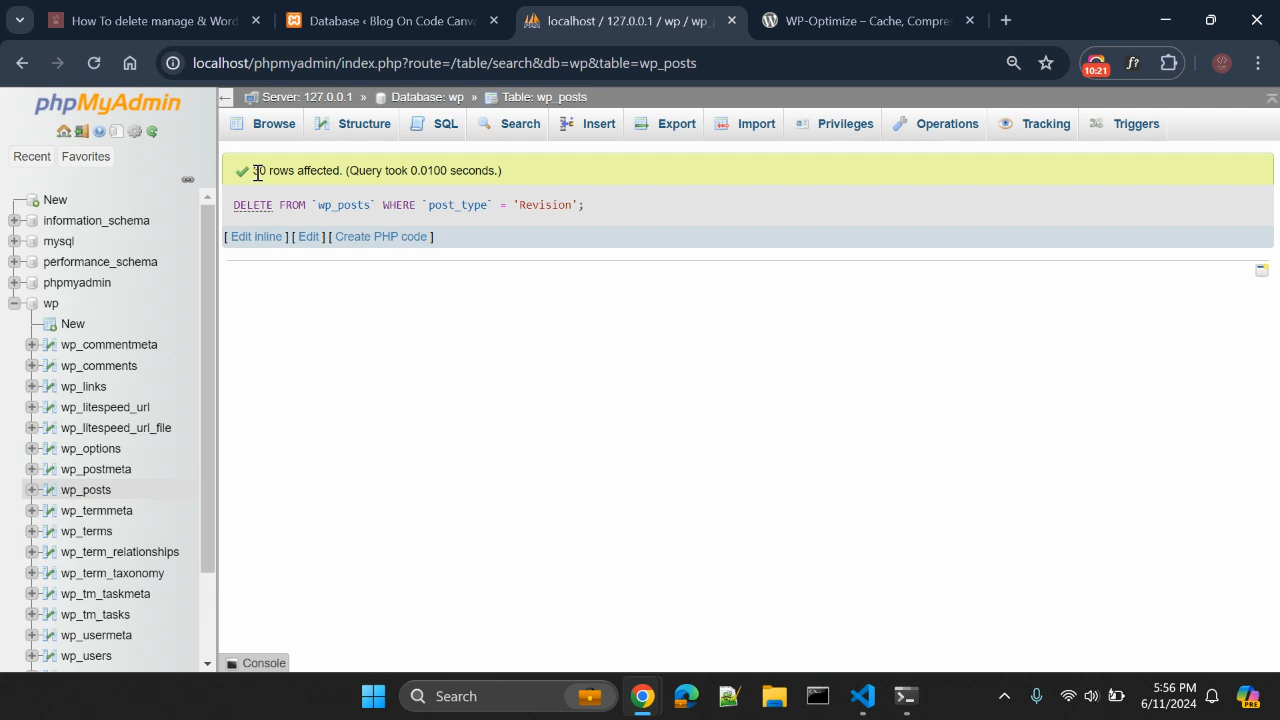 How To delete manage & Word
Database ‹ Blog On Code Canv
localhost / 127.0.0.1 / wp / wp_
WP-Optimize – Cache, Compre
localhost/phpmyadmin/index.php?route=/table/search&db=wp&table=wp_posts
f?
10:21
phpMyAdmin
Server: 127.0.0.1 » Database: wp » Table: wp_posts
Browse Structure SQL Search Insert Export Import Privileges Operations Tracking Triggers
Recent Favorites
rows affected. (Query took 0.0100 seconds.)
DELETE FROM `wp_posts` WHERE `post_type` = 'Revision';
[ Edit inline ] [ Edit ] [ Create PHP code ]
New
information_schema
mysql
performance_schema
phpmyadmin
wp
New
wp_commentmeta
wp_comments
wp_links
wp_litespeed_url
wp_litespeed_url_file
wp_options
wp_postmeta
wp_posts
wp_termmeta
wp_terms
wp_term_relationships
wp_term_taxonomy
wp_tm_taskmeta
wp_tm_tasks
wp_usermeta
wp_users
Console
Search
5:56 PM
6/11/2024
PRE